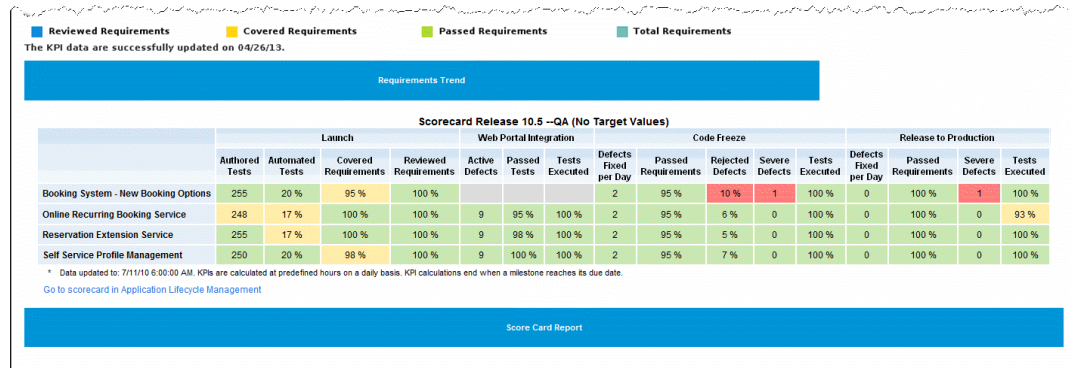 Reviewed Requirements Covered Requirements Passed Requirements Total Requirements
The KPI data are successfully updated on 04/26/13.
Requirements Trend
Scorecard Release 10.5 --QA (No Target Values)
Launch Web Portal Integration Code Freeze Release to Production
Authored Tests Automated Tests Covered Requirements Reviewed Requirements Active Defects Passed Tests Tests Executed Defects Fixed per Day Passed Requirements Rejected Defects Severe Defects Tests Executed Defects Fixed per Day Passed Requirements Severe Defects Tests Executed
Booking System - New Booking Options 255 20 % 95 % 100 % 2 95 % 10 % 1 100 % 0 100 % 1 100 %
Online Recurring Booking Service 248 17 % 100 % 100 % 9 95 % 100 % 2 95 % 6 % 0 100 % 0 100 % 0 93 %
Reservation Extension Service 255 17 % 100 % 100 % 9 98 % 100 % 2 95 % 5 % 0 100 % 0 100 % 0 100 %
Self Service Profile Management 250 20 % 98 % 100 % 9 100 % 100 % 2 95 % 7 % 0 100 % 0 100 % 0 100 %
* Data updated to: 7/11/10 6:00:00 AM. KPIs are calculated at predefined hours on a daily basis. KPI calculations end when a milestone reaches its due date.
Go to scorecard in Application Lifecycle Management
Score Card Report